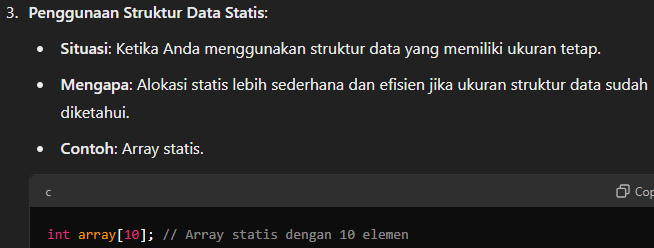 3. Penggunaan Struktur Data Statis:
• Situasi: Ketika Anda menggunakan struktur data yang memiliki ukuran tetap.
• Mengapa: Alokasi statis lebih sederhana dan efisien jika ukuran struktur data sudah
diketahui.
• Contoh: Array statis.
c Cop
int array[10]; // Array statis dengan 10 elemen